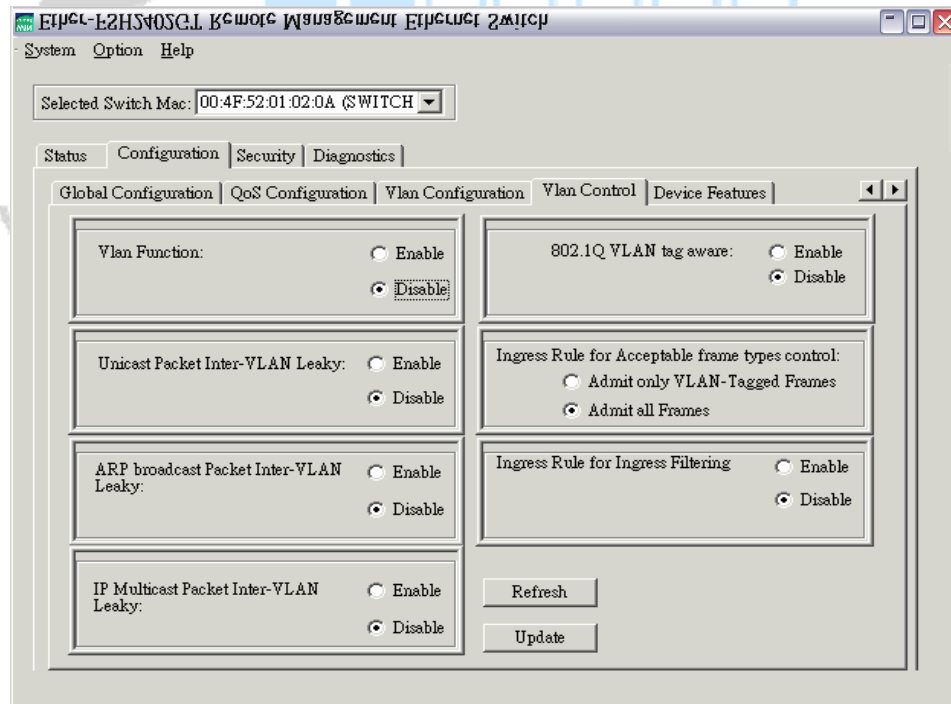 Ether-FSH2402GT Remote Management Ethernet Switch
System Option Help
Selected Switch Mac: 00:4F:52:01:02:0A (SWITCH
Status Configuration Security Diagnostics
Global Configuration QoS Configuration Vlan Configuration Vlan Control Device Features
Vlan Function:
Enable
Disable
802.1Q VLAN tag aware:
Enable
Disable
Unicast Packet Inter-VLAN Leaky:
Enable
Disable
Ingress Rule for Acceptable frame types control:
Admit only VLAN-Tagged Frames
Admit all Frames
ARP broadcast Packet Inter-VLAN
Leaky:
Enable
Disable
Ingress Rule for Ingress Filtering
Enable
Disable
IP Multicast Packet Inter-VLAN
Leaky:
Enable
Disable
Refresh
Update